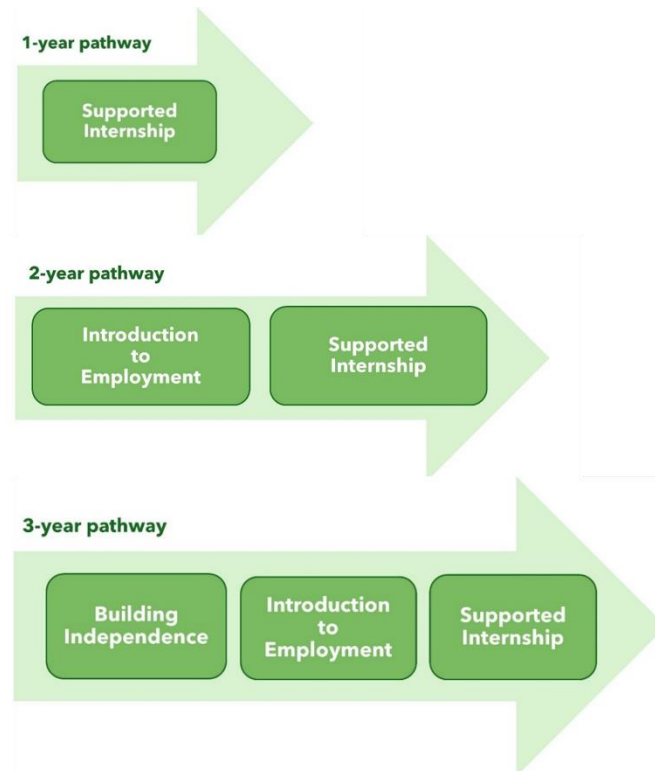 1-year pathway
Supported
Internship
2-year pathway
Introduction
to
Employment
Supported
Internship
3-year pathway
Building
Independence
Introduction
to
Employment
Supported
Internship